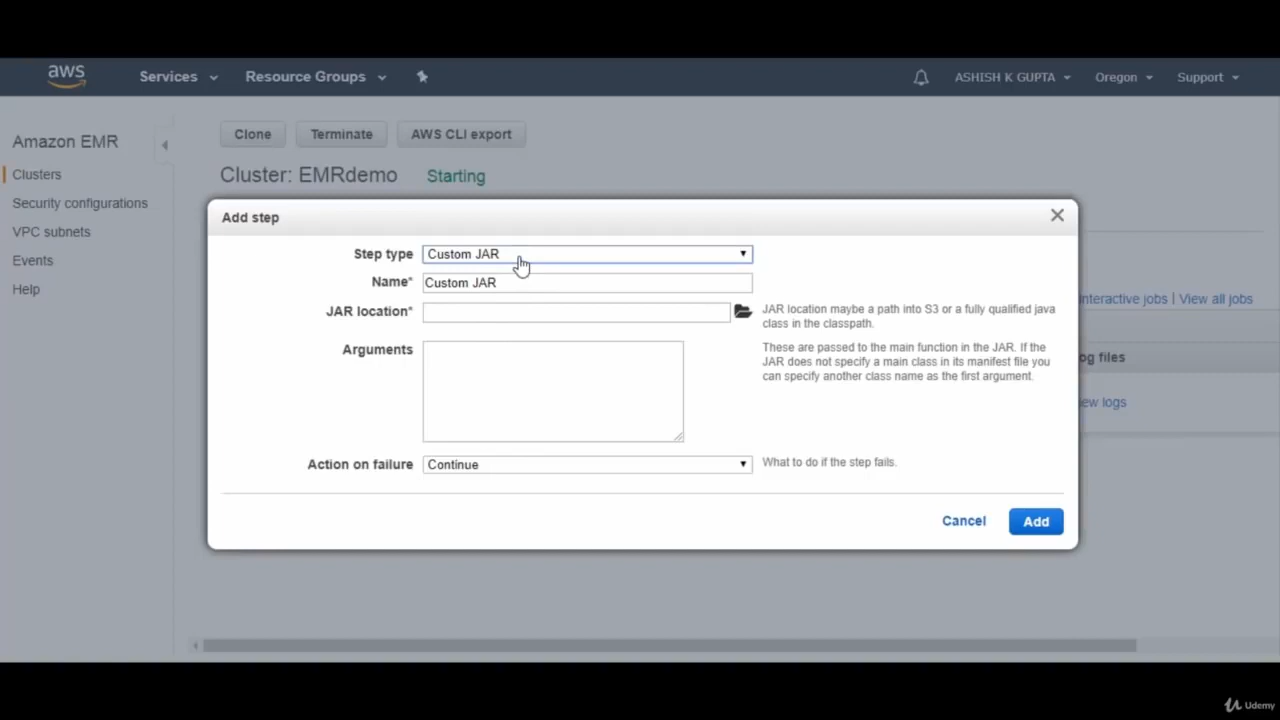 aws
Services
Resource Groups
ASHISH K GUPTA
Oregon
Support
Amazon EMR
Clusters
Security configurations
VPC subnets
Events
Help
Clone
Terminate
AWS CLI export
Cluster: EMRdemo
Starting
Interactive jobs | View all jobs
og files
ew logs
Add step
Step type
Custom JAR
Name*
Custom JAR
JAR location*
JAR location maybe a path into S3 or a fully qualified java
class in the classpath.
Arguments
These are passed to the main function in the JAR. If the
JAR does not specify a main class in its manifest file you
can specify another class name as the first argument.
Action on failure
Continue
What to do if the step fails.
Cancel
Add
Udemy